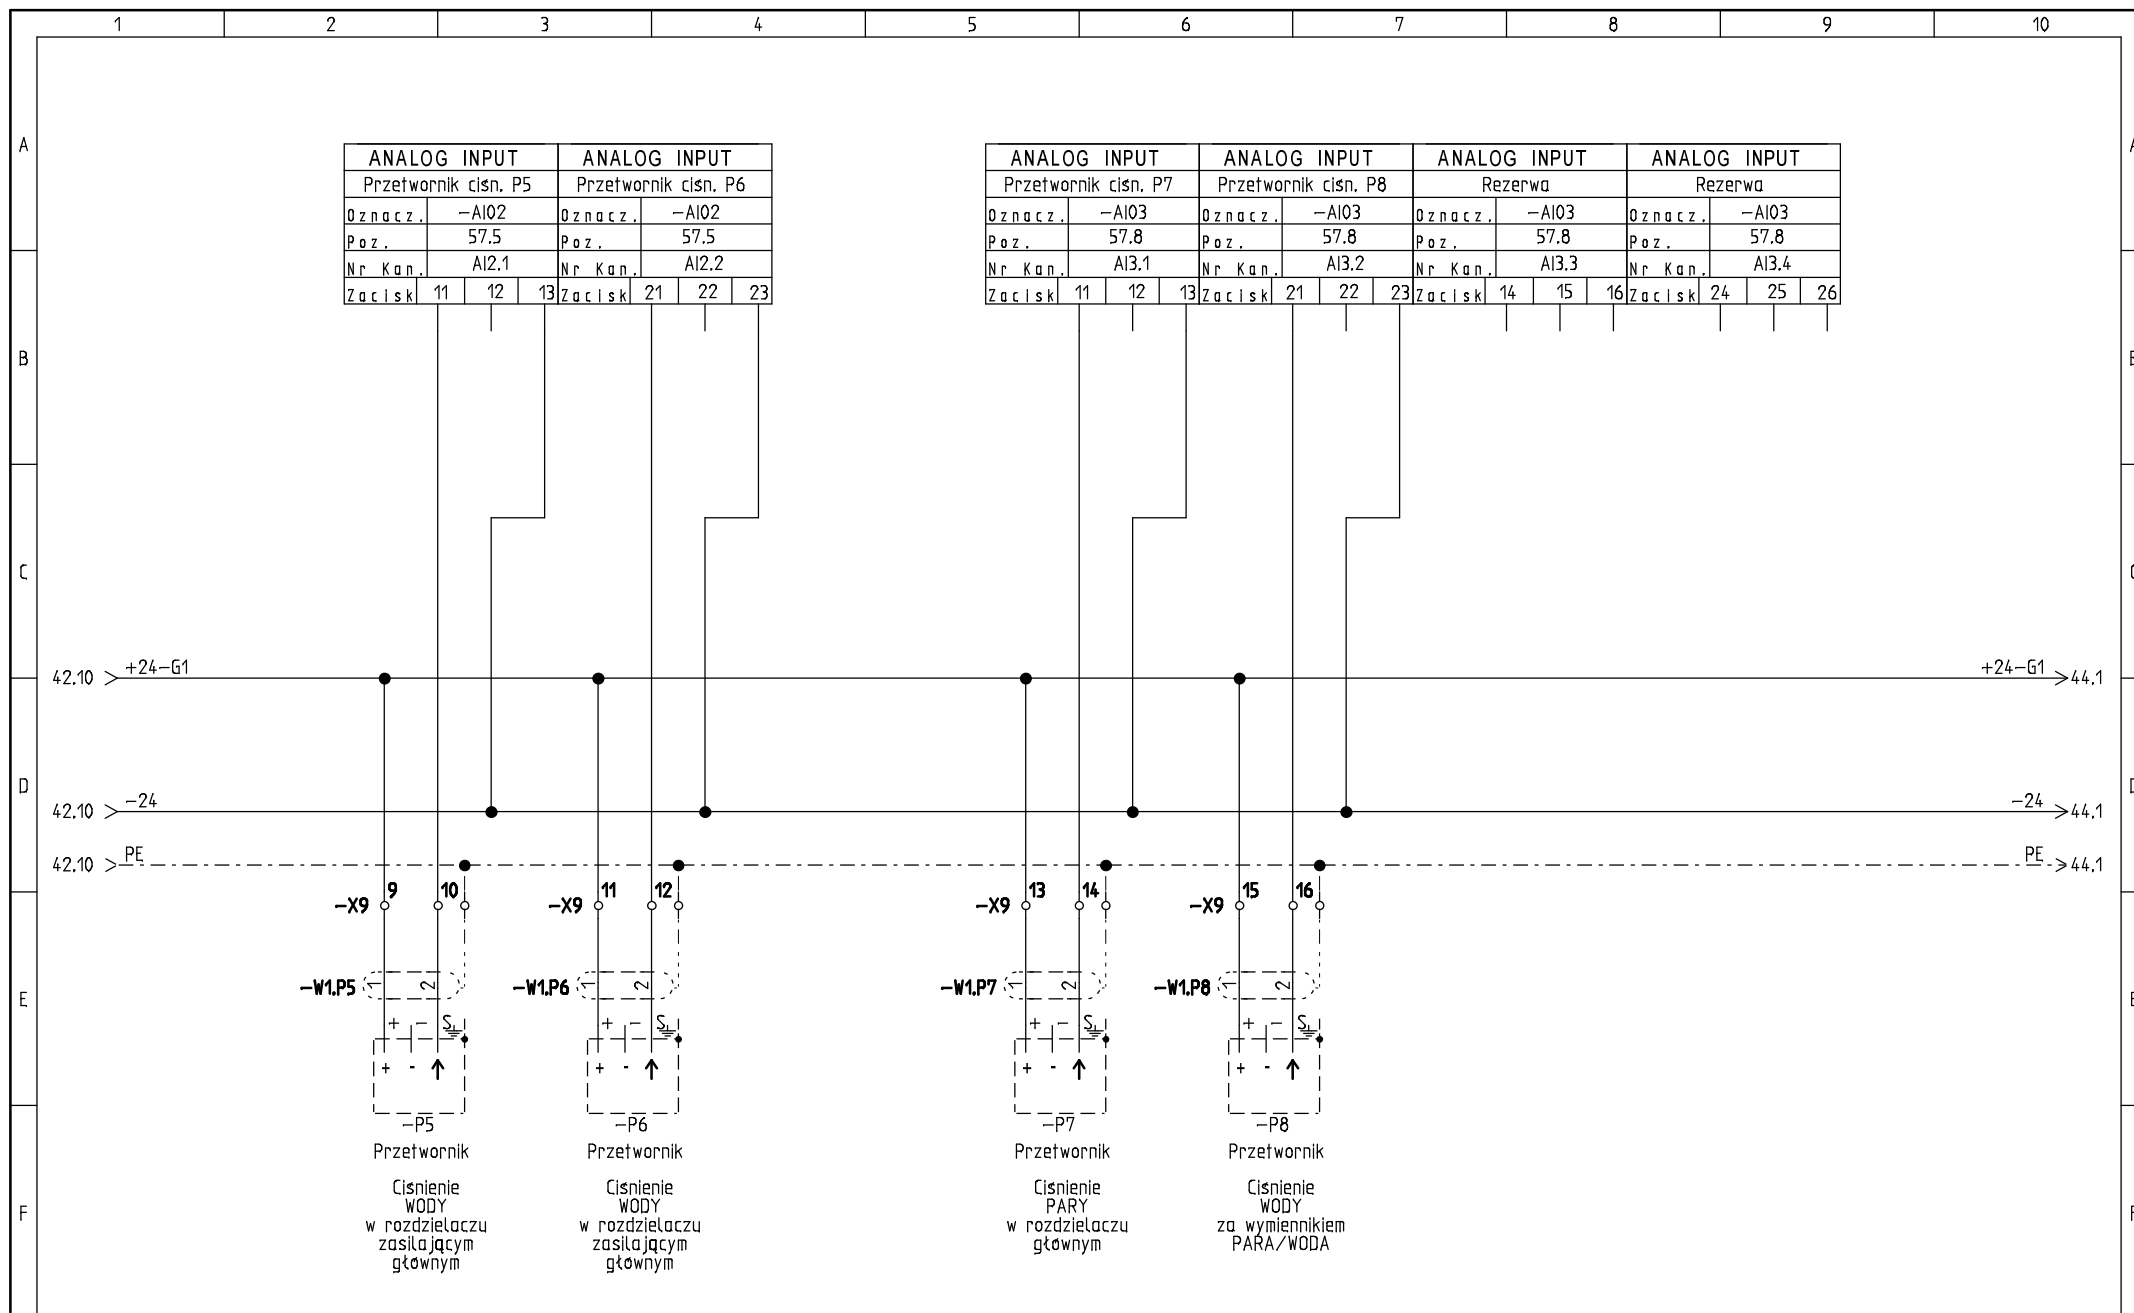 1 2 3 4 5 6 7 8 9 10
A A
ANALOG INPUT ANALOG INPUT ANALOG INPUT ANALOG INPUT ANALOG INPUT ANALOG INPUT
Przetwornik ciśn. P5 Przetwornik ciśn. P6 Przetwornik ciśn. P7 Przetwornik ciśn. P8 Rezerwa Rezerwa
Oznacz. -AI02 Oznacz. -AI02 Oznacz. -AI03 Oznacz. -AI03 Oznacz. -AI03 Oznacz. -AI03
Poz. 57.5 Poz. 57.5 Poz. 57.8 Poz. 57.8 Poz. 57.8 Poz. 57.8
Nr Kan. AI2.1 Nr Kan. AI2.2 Nr Kan. AI3.1 Nr Kan. AI3.2 Nr Kan. AI3.3 Nr Kan. AI3.4
Zacisk 11 12 13 Zacisk 21 22 23 Zacisk 11 12 13 Zacisk 21 22 23 Zacisk 14 15 16 Zacisk 24 25 26
B
C
42.10 +24-G1 +24-G1 44.1
D
42.10 -24 -24 44.1
42.10 PE PE 44.1
-X9 9 10 -X9 11 12 -X9 13 14 -X9 15 16
E
-W1.P5 1 2 -W1.P6 1 2 -W1.P7 1 2 -W1.P8 1 2
+ - S + - S + - S + - S
+ - + - + - + -
-P5 -P6 -P7 -P8
Przetwornik Przetwornik Przetwornik Przetwornik
F
Ciśnienie
WODY
w rozdzielaczu
zasilającym
głównym
Ciśnienie
WODY
w rozdzielaczu
zasilającym
głównym
Ciśnienie
PARY
w rozdzielaczu
głównym
Ciśnienie
WODY
za wymiennikiem
PARA/WODA